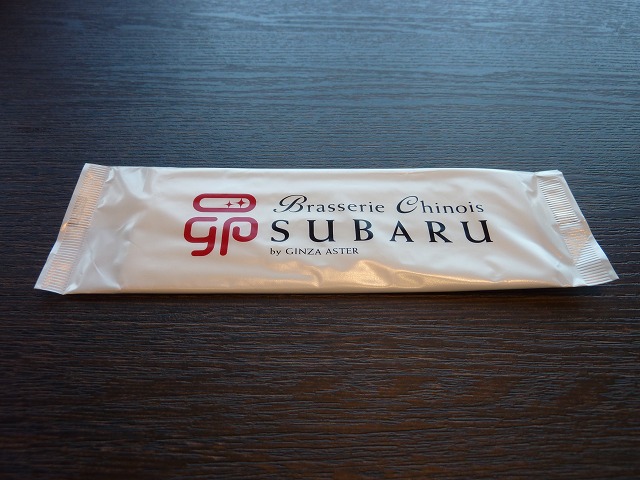 Brasserie Chinois
SUBARU
by GINZA ASTER